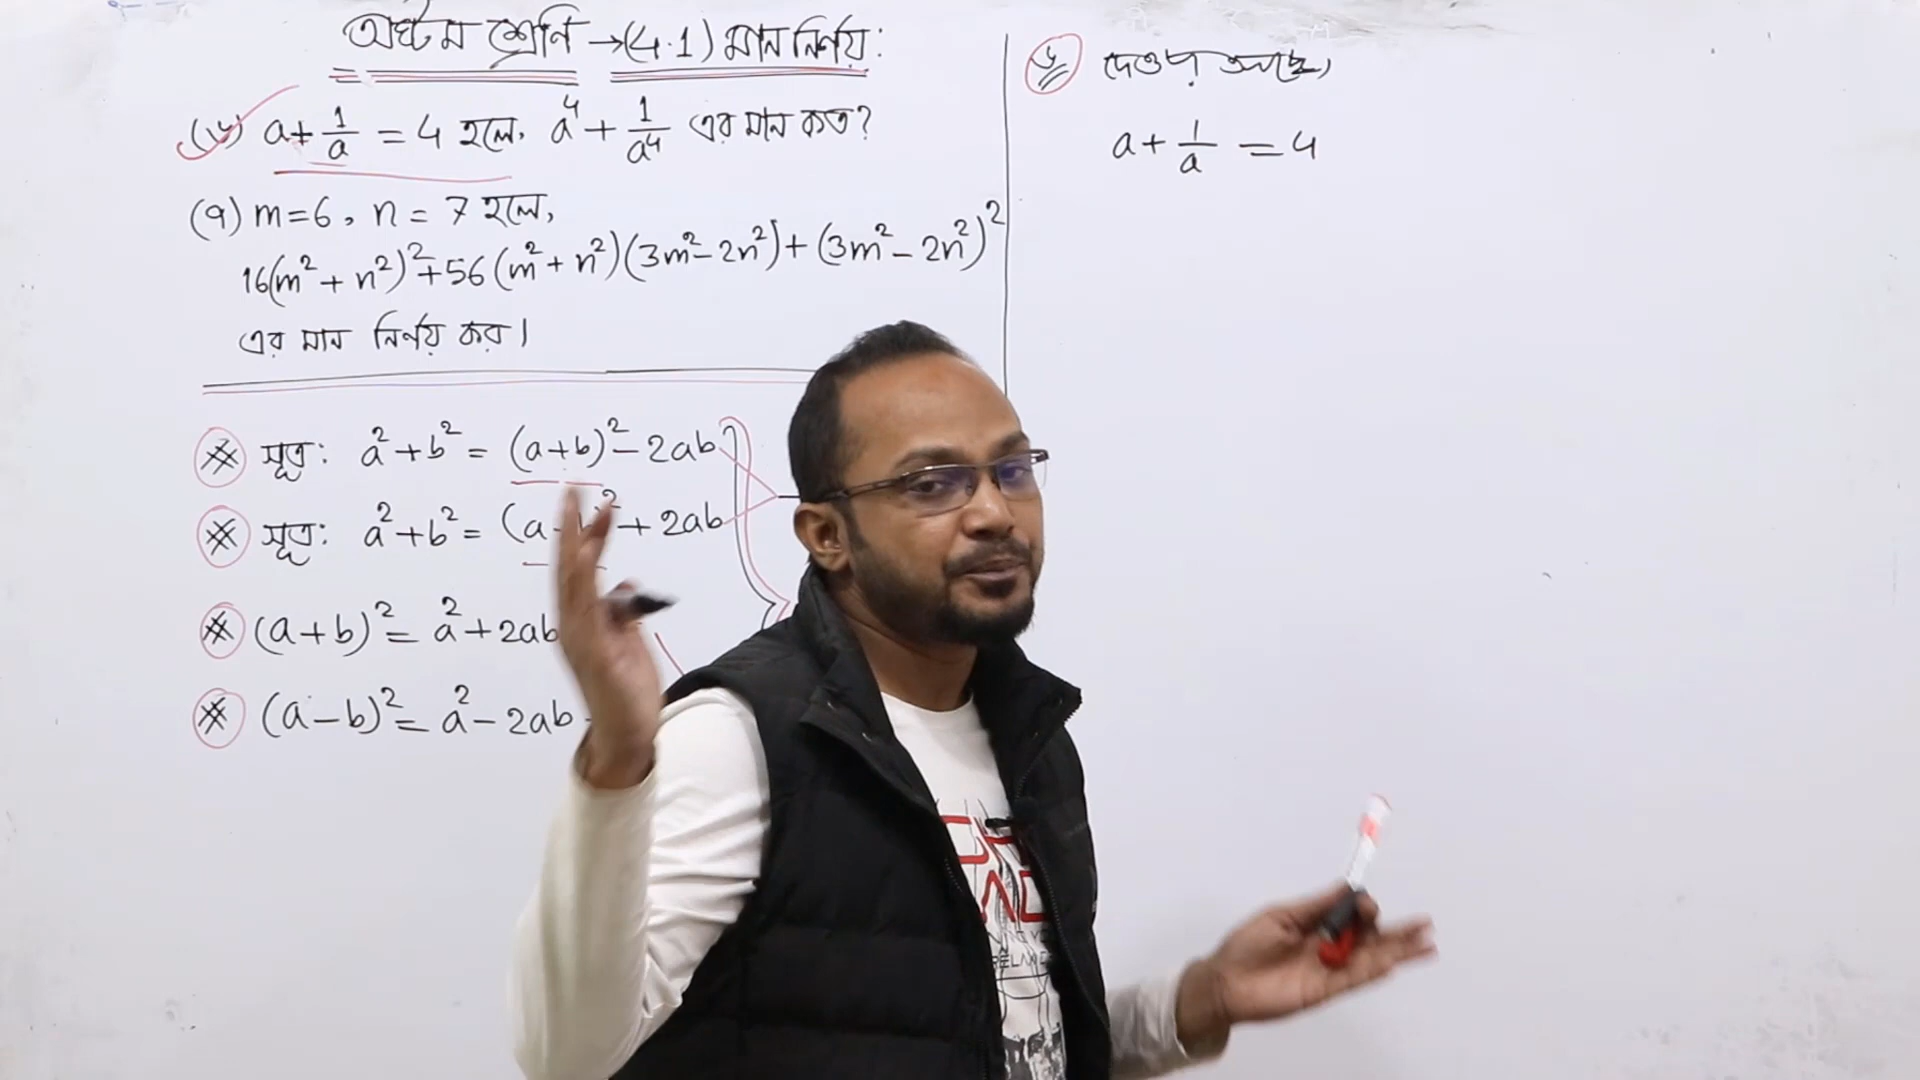 অষ্টম শ্রেণি →(4.1) মান নির্ণয়:
(৬) a+1/a = 4 হলে, a⁴ + 1/a⁴ এর মান কত?
(৭) m=6, n = 7 হলে,
16(m² + n²)²+56(m²+ n²)(3m²- 2n²)+(3m²- 2n²)²
এর মান নির্ণয় কর।
সূত্র: a²+b² = (a+b)²-2ab
সূত্র: a²+b² = (a-b)²+2ab
(a+b)² = a²+2ab
(a-b)² = a²-2ab
৬ দেওয়া আছে,
a+1/a = 4